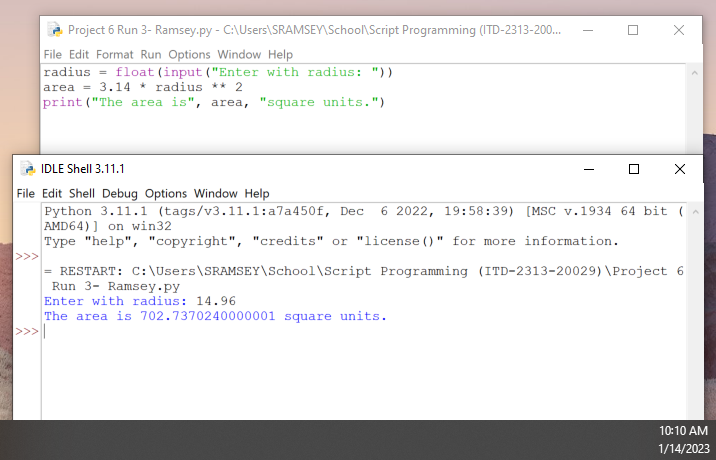 Project 6 Run 3- Ramsey.py - C:\Users\SRAMSEY\School\Script Programming (ITD-2313-200...
File Edit Format Run Options Window Help
radius = float(input("Enter with radius: "))
area = 3.14 * radius ** 2
print("The area is", area, "square units.")
IDLE Shell 3.11.1
File Edit Shell Debug Options Window Help
Python 3.11.1 (tags/v3.11.1:a7a450f, Dec  6 2022, 19:58:39) [MSC v.1934 64 bit (
AMD64)] on win32
Type "help", "copyright", "credits" or "license()" for more information.
>>>
= RESTART: C:\Users\SRAMSEY\School\Script Programming (ITD-2313-20029)\Project 6
 Run 3- Ramsey.py
Enter with radius: 14.96
The area is 702.7370240000001 square units.
>>>
10:10 AM
1/14/2023